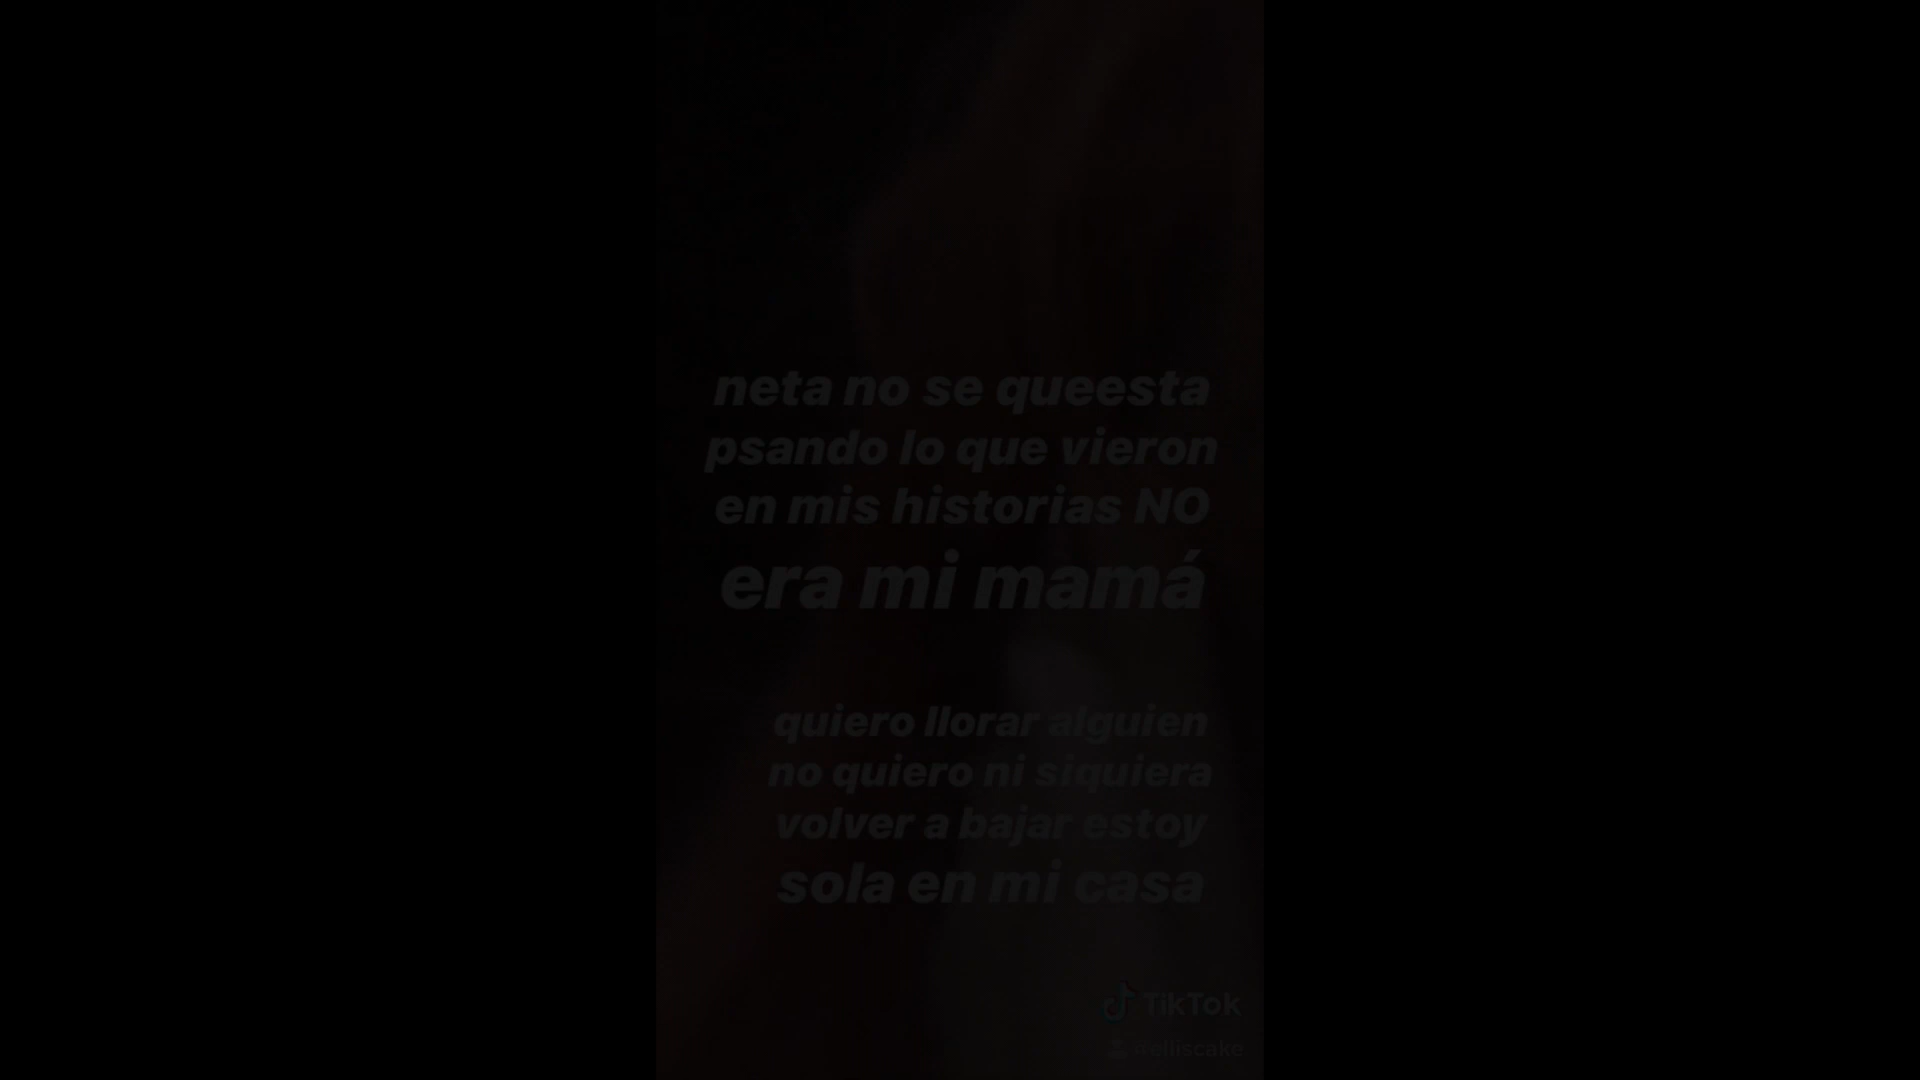 neta no se queesta
psando lo que vieron
en mis historias NO
era mi mamá
quiero llorar alguien
no quiero ni siquiera
volver a bajar estoy
sola en mi casa
TikTok
@elliscake